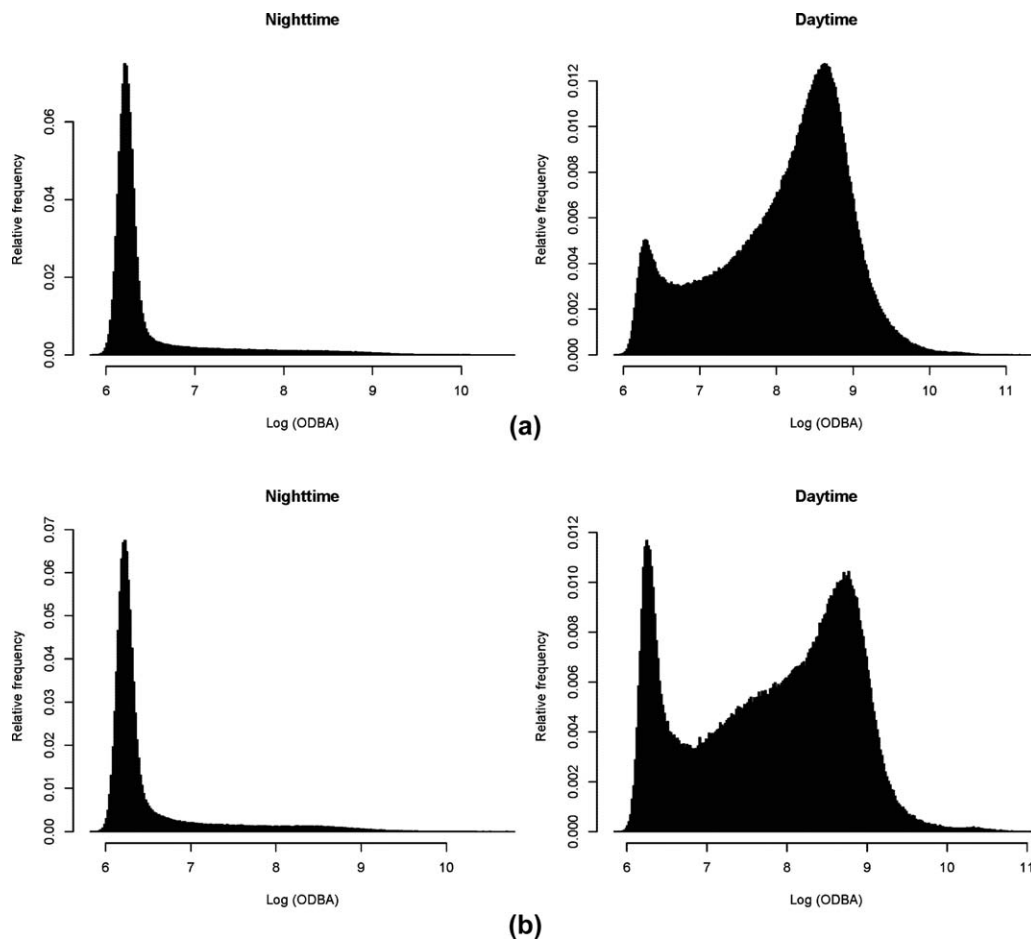 Nighttime
Relative frequency
0.00 0.02 0.04 0.06
6 7 8 9 10
Log (ODBA)
Daytime
Relative frequency
0.000 0.002 0.004 0.006 0.008 0.010 0.012
6 7 8 9 10 11
Log (ODBA)
(a)
Nighttime
Relative frequency
0.00 0.01 0.02 0.03 0.04 0.05 0.06 0.07
6 7 8 9 10
Log (ODBA)
Daytime
Relative frequency
0.000 0.002 0.004 0.006 0.008 0.010 0.012
6 7 8 9 10 11
Log (ODBA)
(b)